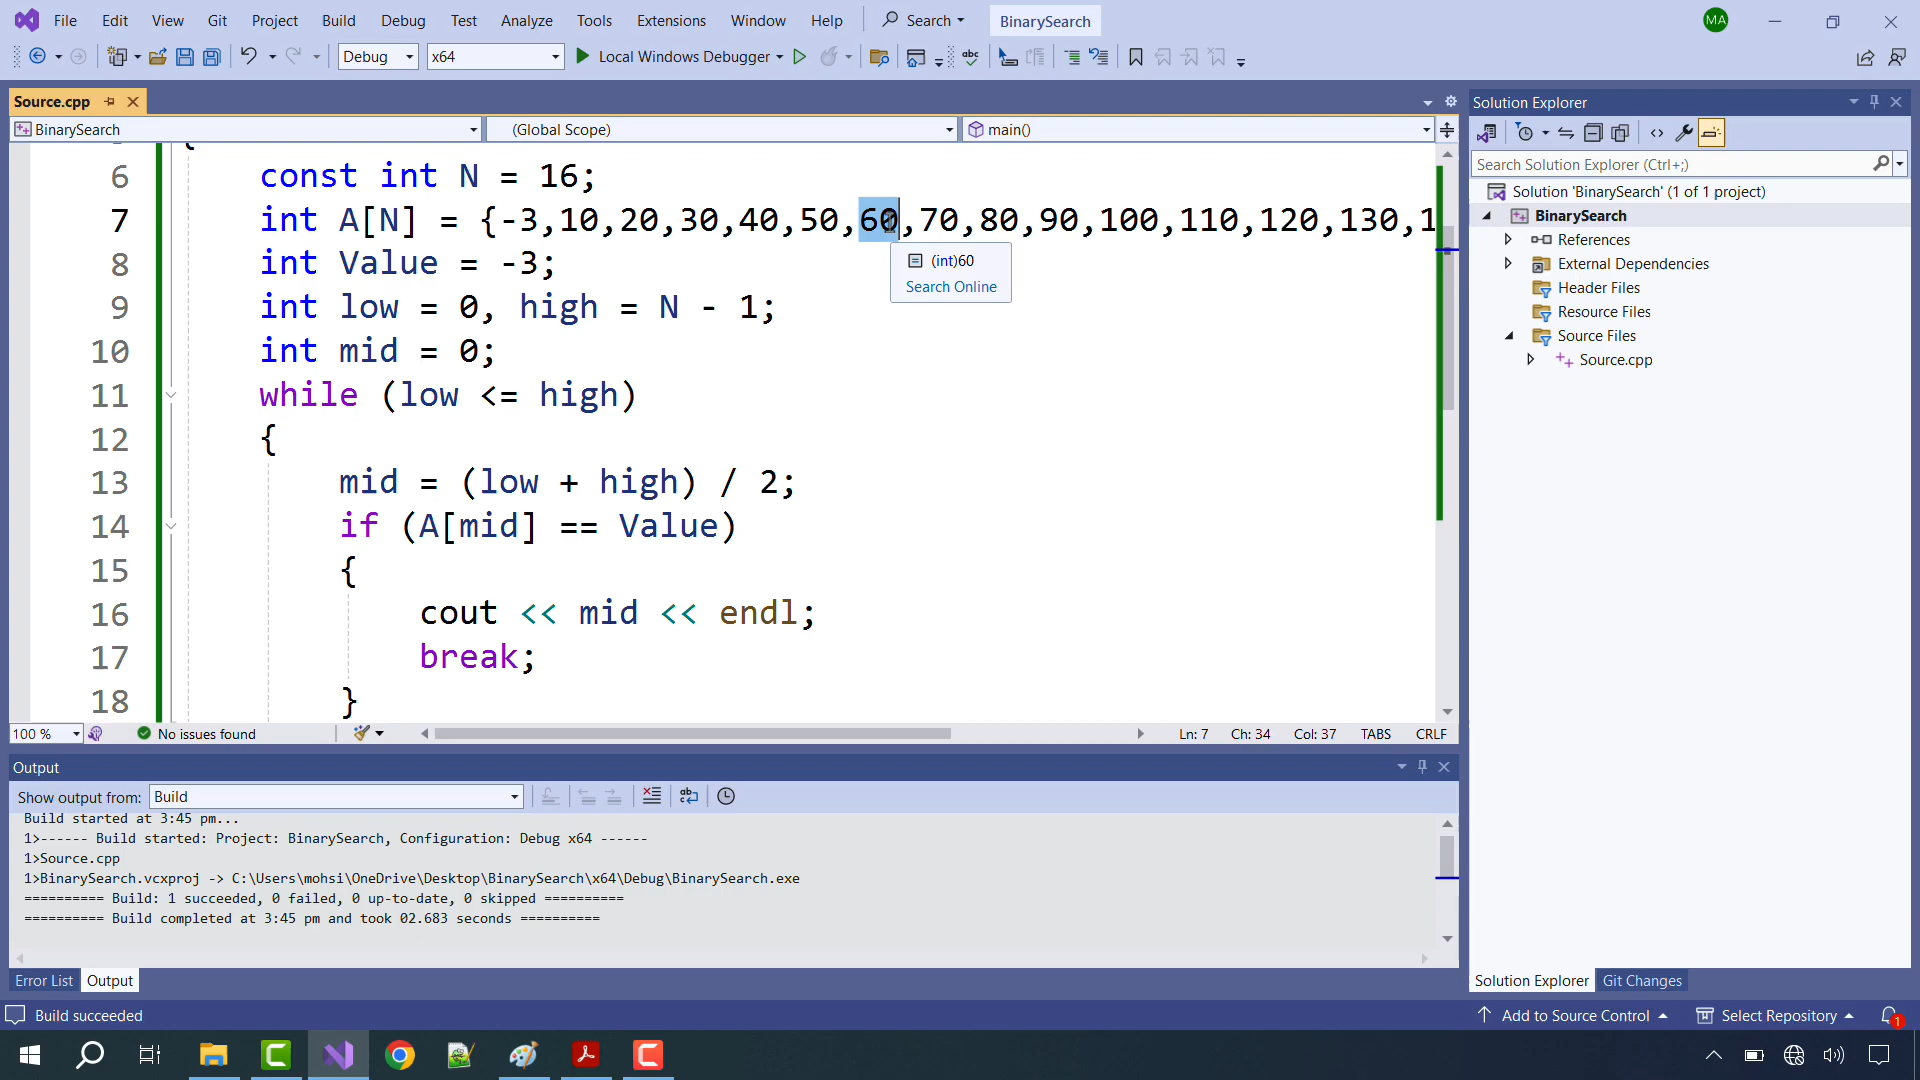 File Edit View Git Project Build Debug Test Analyze Tools Extensions Window Help Search BinarySearch MA
Debug x64 Local Windows Debugger
Source.cpp
BinarySearch (Global Scope) main()
6 const int N = 16;
7 int A[N] = {-3,10,20,30,40,50,60,70,80,90,100,110,120,130,1
8 int Value = -3;
9 int low = 0, high = N - 1;
10 int mid = 0;
11 while (low <= high)
12 {
13 mid = (low + high) / 2;
14 if (A[mid] == Value)
15 {
16 cout << mid << endl;
17 break;
18 }
(int)60
Search Online
100 % No issues found Ln: 7 Ch: 34 Col: 37 TABS CRLF
Output
Show output from: Build
Build started at 3:45 pm...
1>------ Build started: Project: BinarySearch, Configuration: Debug x64 ------
1>Source.cpp
1>BinarySearch.vcxproj -> C:\Users\mohsi\OneDrive\Desktop\BinarySearch\x64\Debug\BinarySearch.exe
========== Build: 1 succeeded, 0 failed, 0 up-to-date, 0 skipped ==========
========== Build completed at 3:45 pm and took 02.683 seconds ==========
Error List Output
Solution Explorer
Search Solution Explorer (Ctrl+;)
Solution 'BinarySearch' (1 of 1 project)
BinarySearch
References
External Dependencies
Header Files
Resource Files
Source Files
Source.cpp
Solution Explorer Git Changes
Build succeeded Add to Source Control Select Repository 1